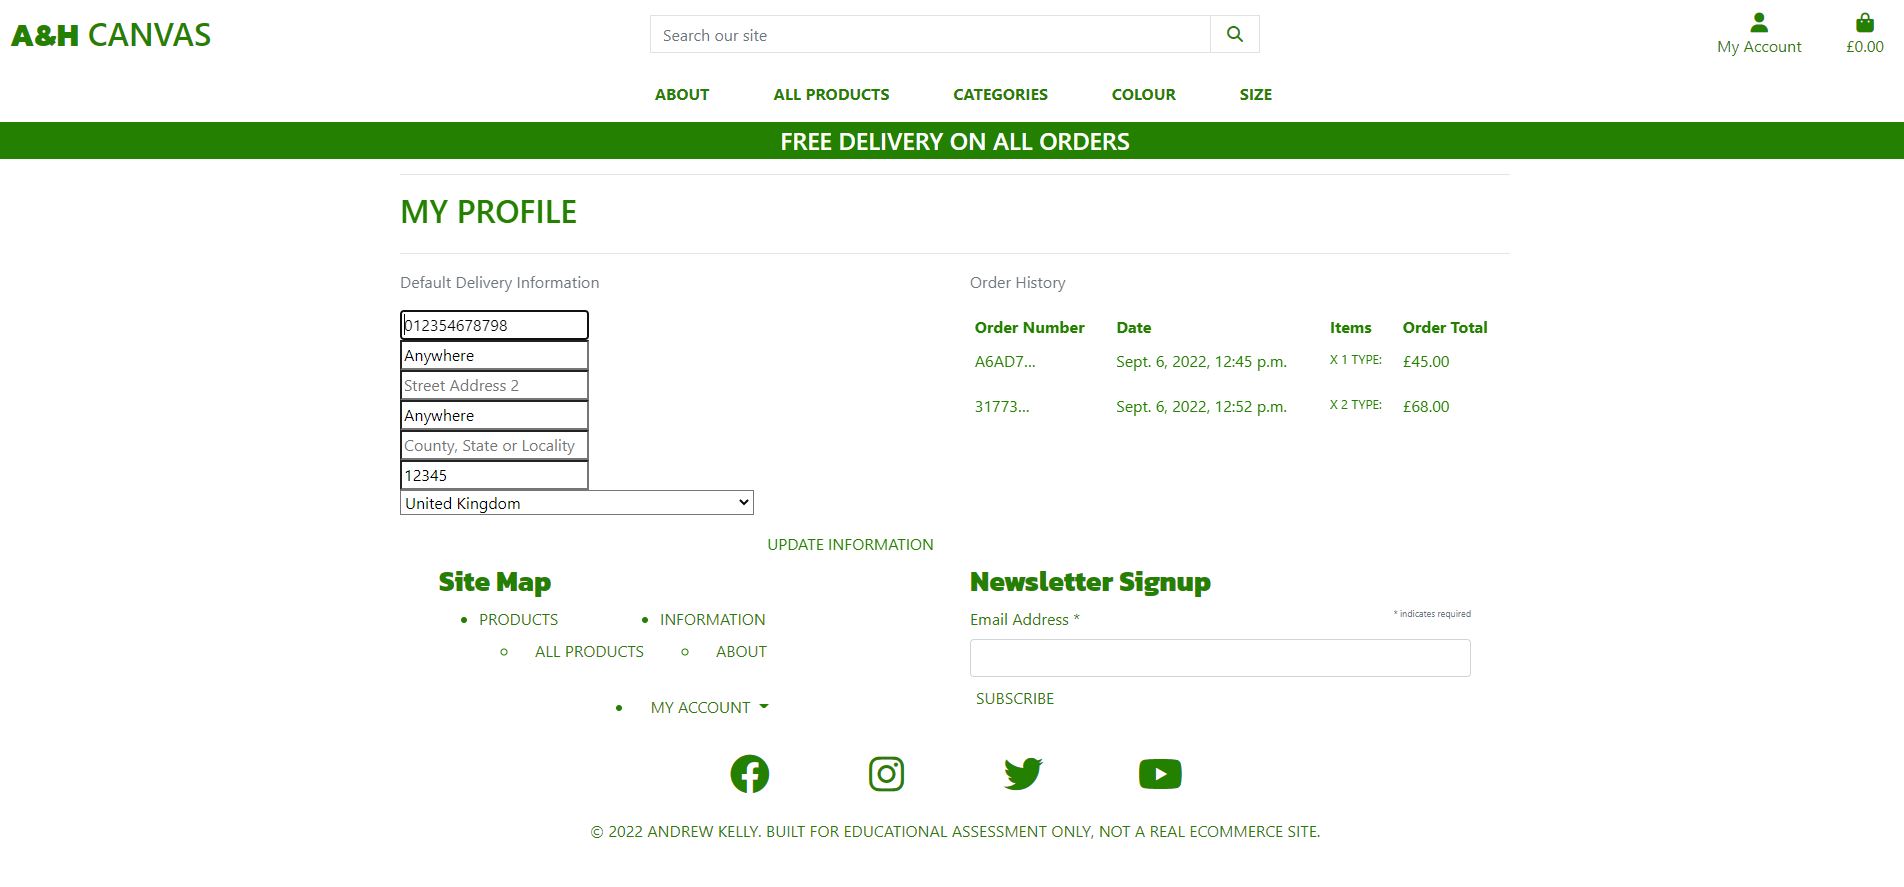 A&H CANVAS
Search our site
My Account
£0.00
ABOUT ALL PRODUCTS CATEGORIES COLOUR SIZE
FREE DELIVERY ON ALL ORDERS
MY PROFILE
Default Delivery Information
012354678798
Anywhere
Street Address 2
Anywhere
County, State or Locality
12345
United Kingdom
UPDATE INFORMATION
Order History
Order Number Date Items Order Total
A6AD7... Sept. 6, 2022, 12:45 p.m. X 1 TYPE: £45.00
31773... Sept. 6, 2022, 12:52 p.m. X 2 TYPE: £68.00
Site Map
PRODUCTS
ALL PRODUCTS
INFORMATION
ABOUT
MY ACCOUNT
Newsletter Signup
* indicates required
Email Address *
SUBSCRIBE
© 2022 ANDREW KELLY. BUILT FOR EDUCATIONAL ASSESSMENT ONLY, NOT A REAL ECOMMERCE SITE.